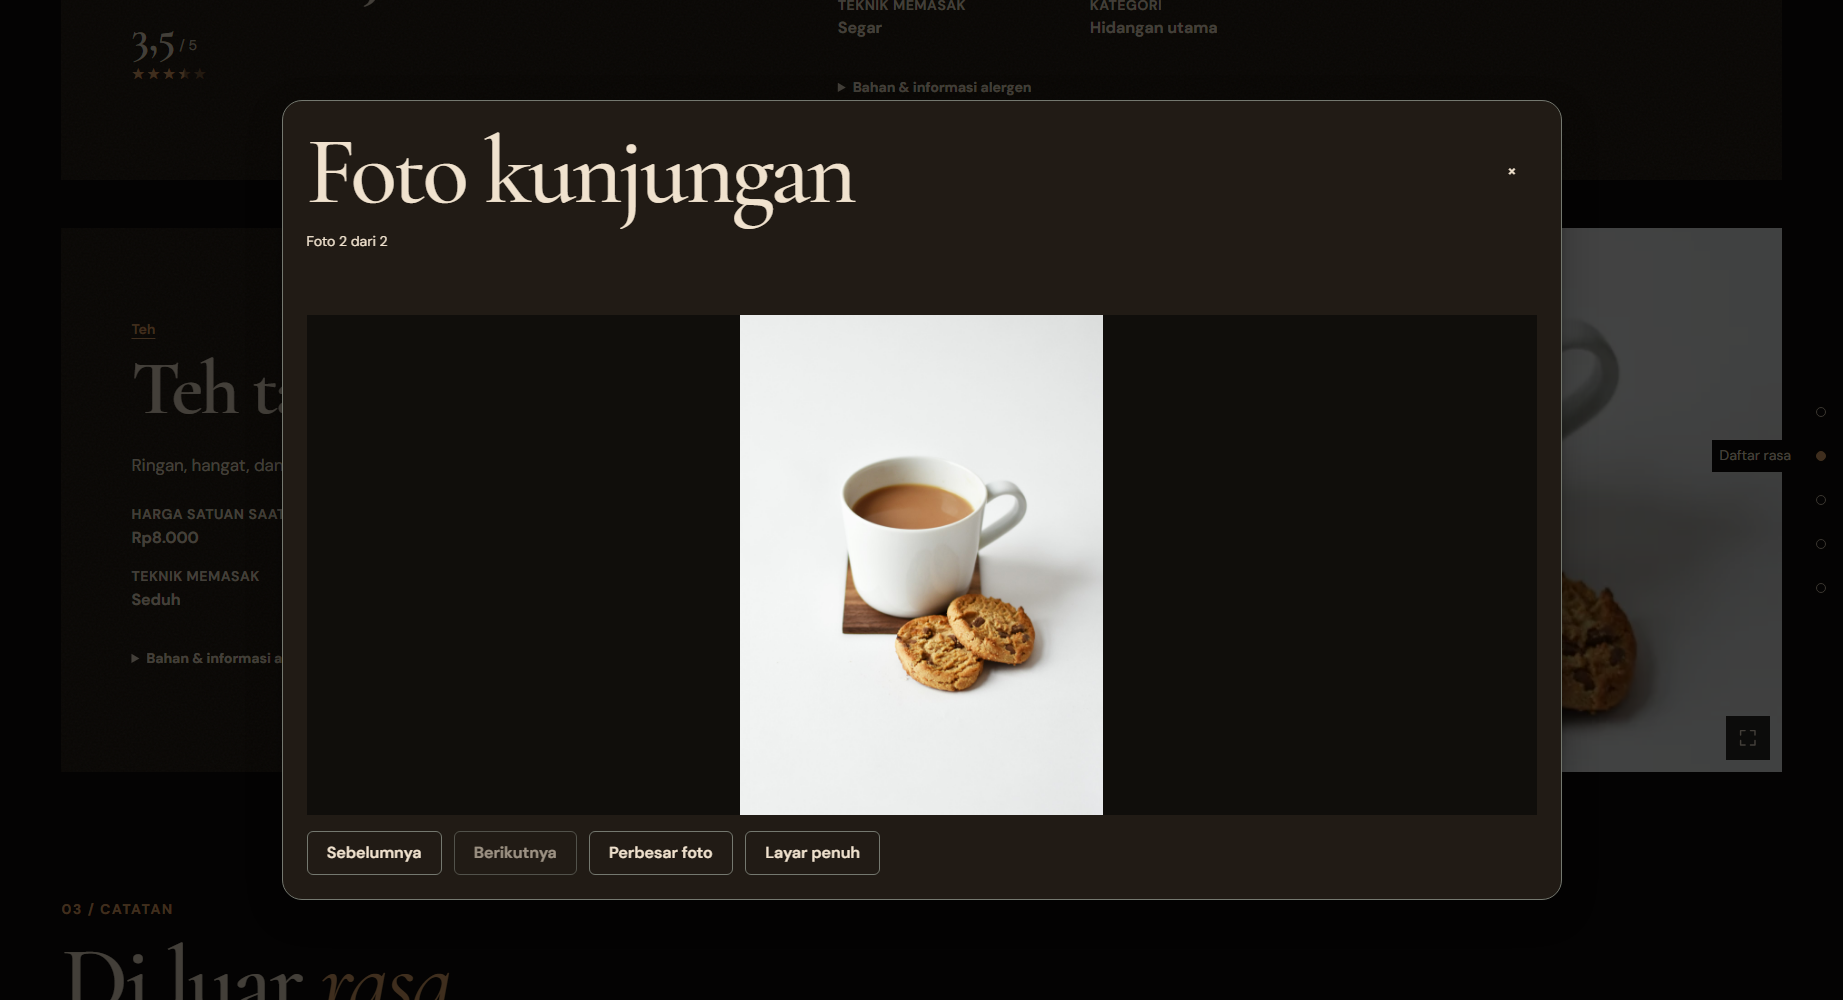 TEKNIK MEMASAK
Segar
KATEGORI
Hidangan utama
3,5 / 5
Bahan & informasi alergen
Foto kunjungan
×
Foto 2 dari 2
Teh
Teh
Ringan, hangat, dan
HARGA SATUAN SAAT
Rp8.000
TEKNIK MEMASAK
Seduh
Bahan & informasi
Daftar rasa
Sebelumnya
Berikutnya
Perbesar foto
Layar penuh
03 / CATATAN
Di luar rasa